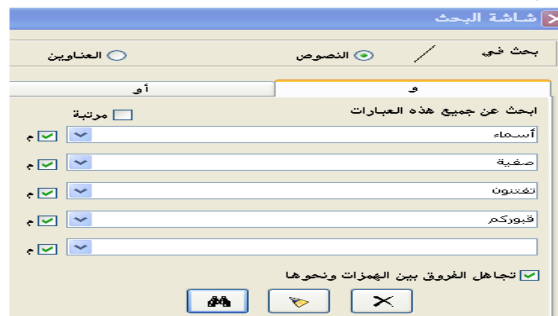 شاشة البحث
بحث في / النصوص العناوين
و أو
ابحث عن جميع هذه العبارات مرتبة
أسماء م
صفية م
تفتنون م
قبوركم م
م
تجاهل الفروق بين الهمزات ونحوها